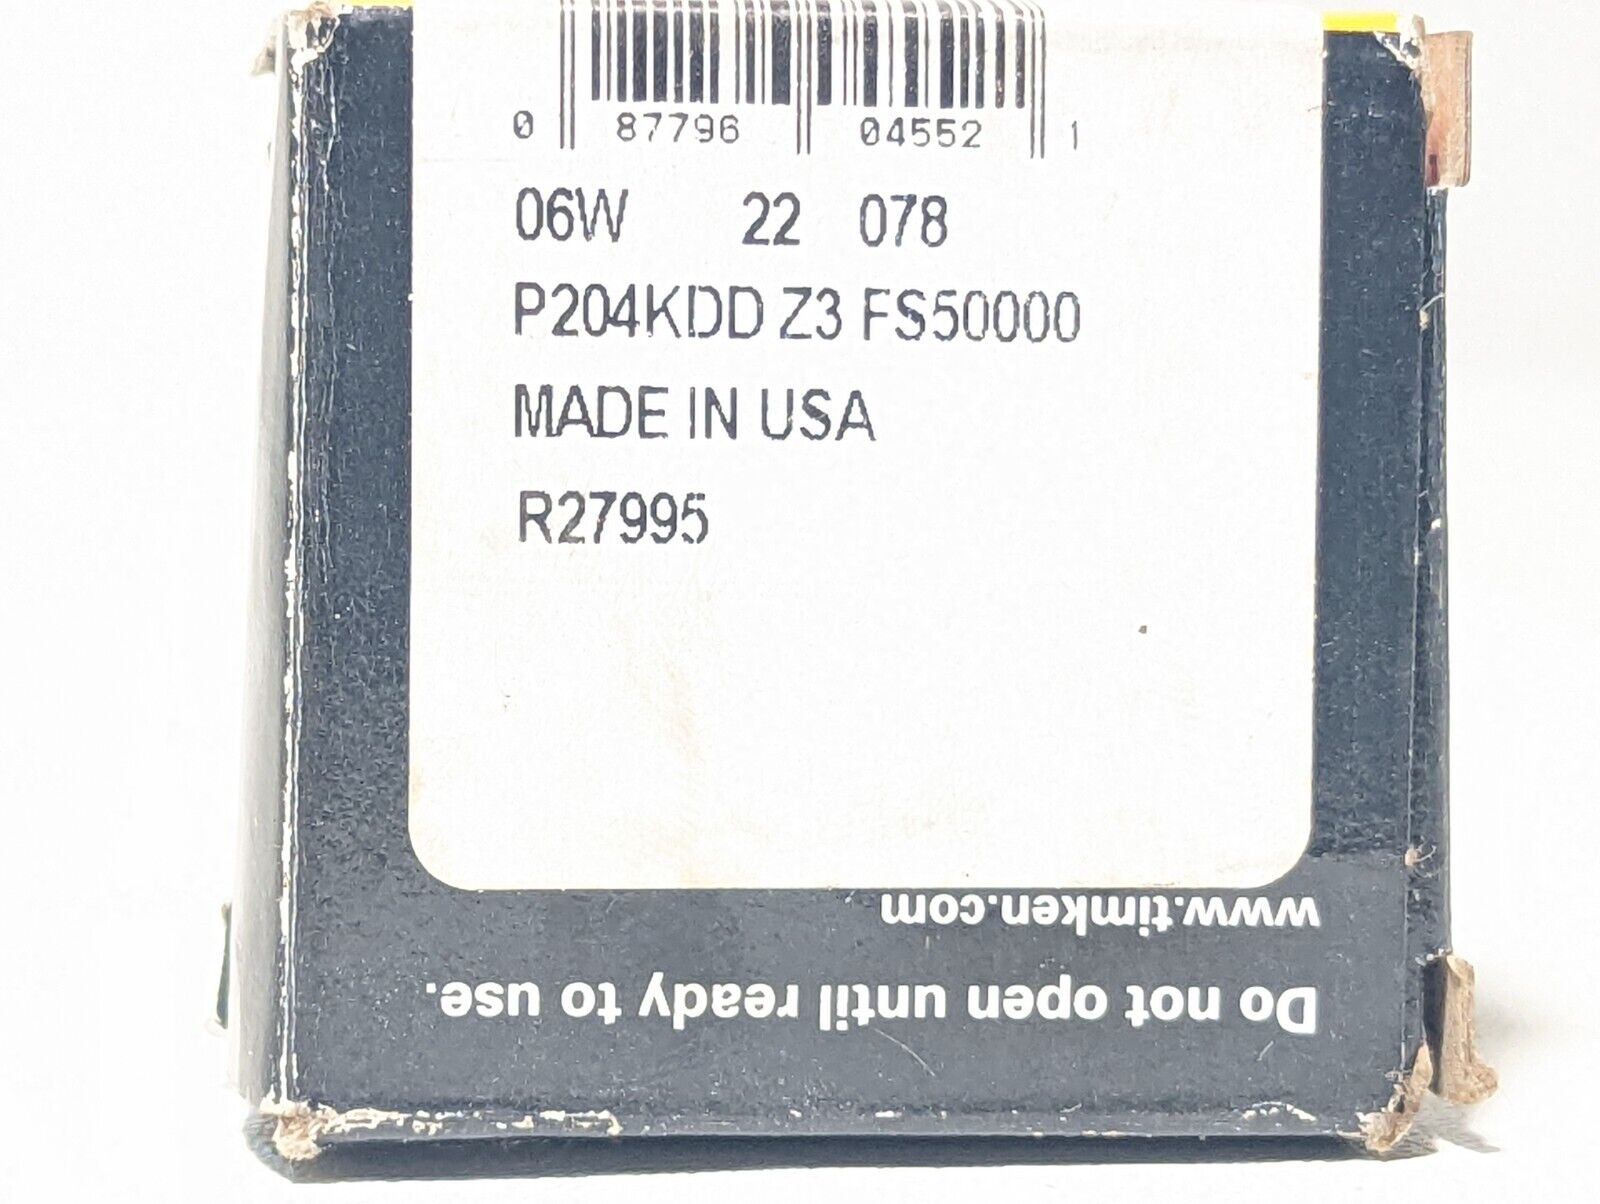 0 87796 04552 1
06W 22 078
P204KDD Z3 FS50000
MADE IN USA
R27995
www.timken.com
Do not open until ready to use.